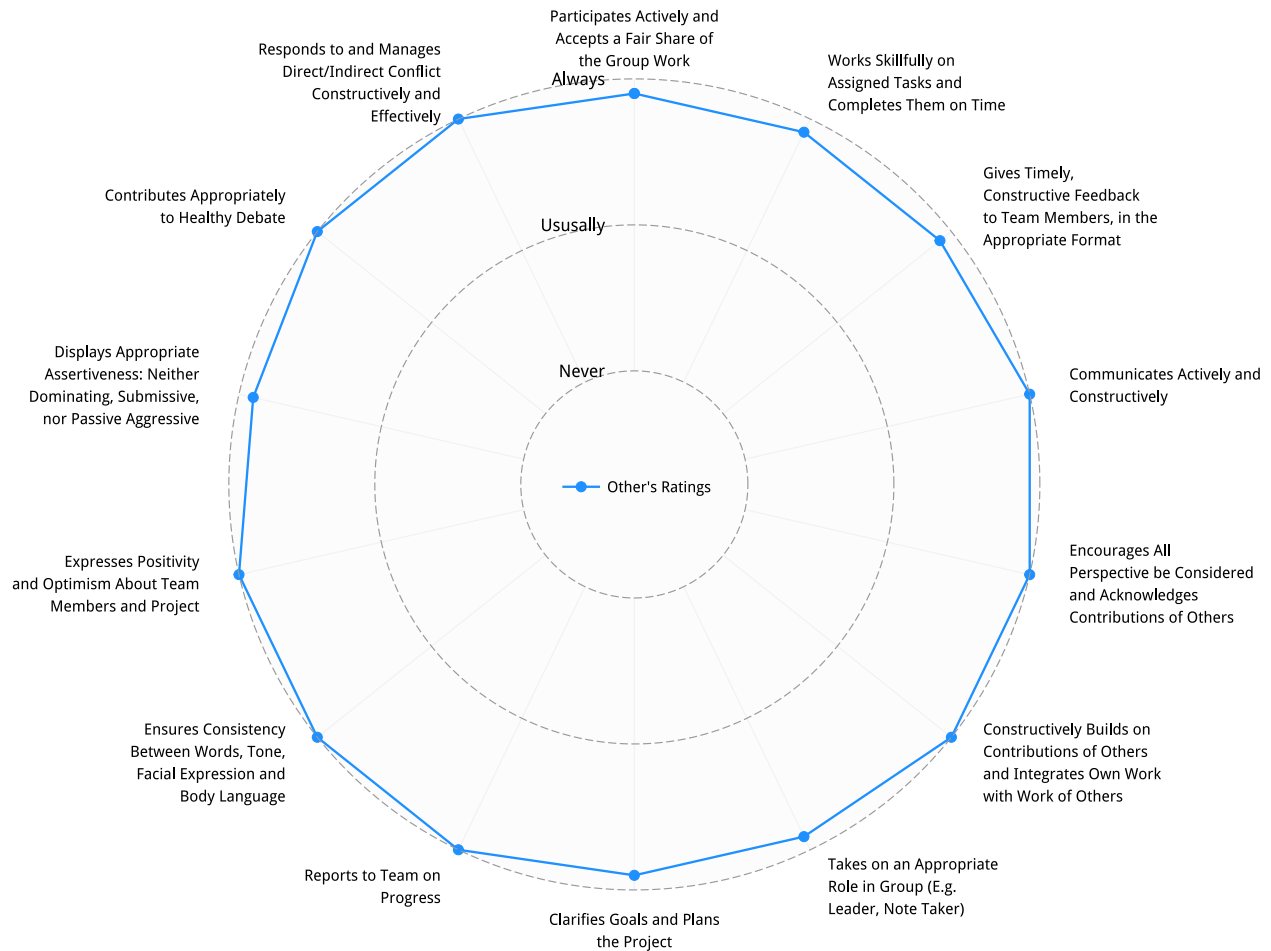 Participates Actively and
Accepts a Fair Share of
the Group Work
Works Skillfully on
Assigned Tasks and
Completes Them on Time
Gives Timely,
Constructive Feedback
to Team Members, in the
Appropriate Format
Communicates Actively and
Constructively
Encourages All
Perspective be Considered
and Acknowledges
Contributions of Others
Constructively Builds on
Contributions of Others
and Integrates Own Work
with Work of Others
Takes on an Appropriate
Role in Group (E.g.
Leader, Note Taker)
Clarifies Goals and Plans
the Project
Reports to Team on
Progress
Ensures Consistency
Between Words, Tone,
Facial Expression and
Body Language
Expresses Positivity
and Optimism About Team
Members and Project
Displays Appropriate
Assertiveness: Neither
Dominating, Submissive,
nor Passive Aggressive
Contributes Appropriately
to Healthy Debate
Responds to and Manages
Direct/Indirect Conflict
Constructively and
Effectively
Always
Ususally
Never
Other's Ratings